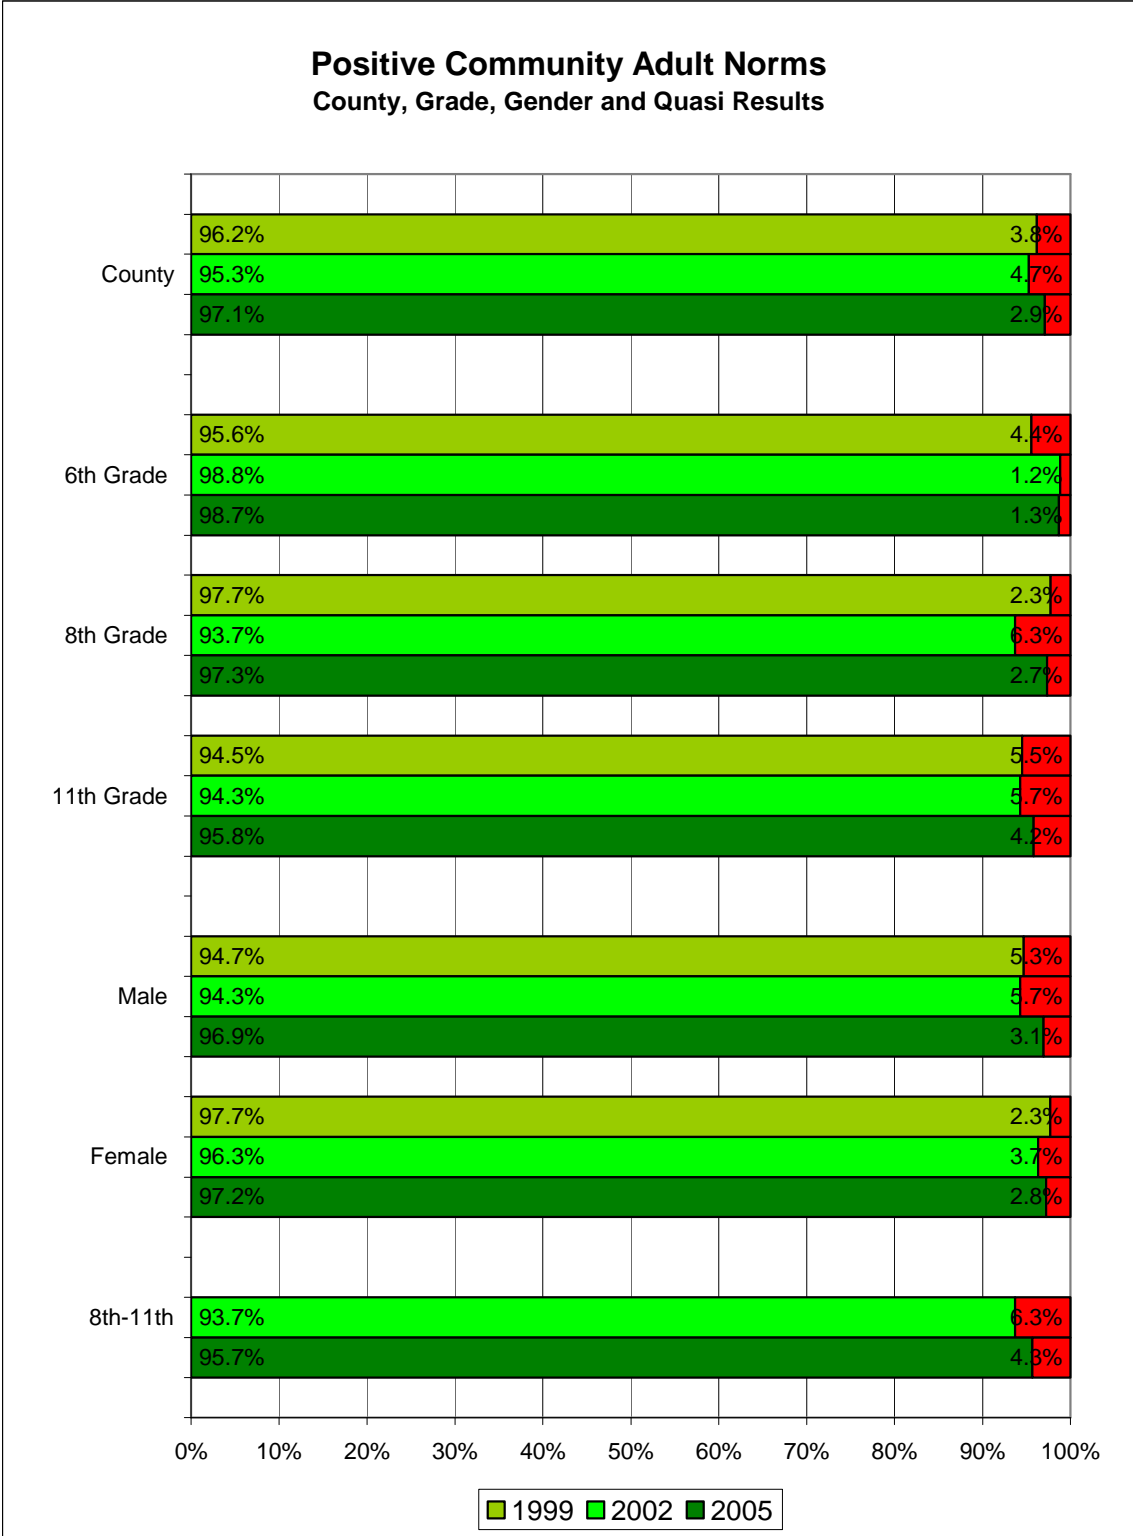 Positive Community Adult Norms
County, Grade, Gender and Quasi Results
County
96.2% 3.8%
95.3% 4.7%
97.1% 2.9%
6th Grade
95.6% 4.4%
98.8% 1.2%
98.7% 1.3%
8th Grade
97.7% 2.3%
93.7% 6.3%
97.3% 2.7%
11th Grade
94.5% 5.5%
94.3% 5.7%
95.8% 4.2%
Male
94.7% 5.3%
94.3% 5.7%
96.9% 3.1%
Female
97.7% 2.3%
96.3% 3.7%
97.2% 2.8%
8th-11th
93.7% 6.3%
95.7% 4.3%
0% 10% 20% 30% 40% 50% 60% 70% 80% 90% 100%
1999 2002 2005